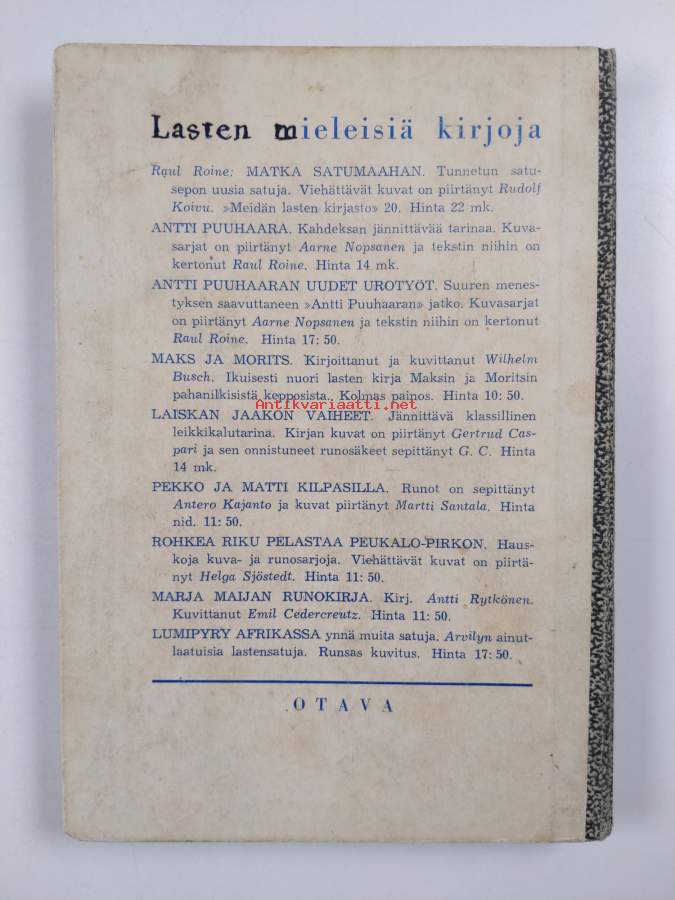 Lasten mieleisiä kirjoja
Raul Roine: MATKA SATUMAAHAN. Tunnetun satu-
sepon uusia satuja. Viehättävät kuvat on piirtänyt Rudolf
Koivu. »Meidän lasten kirjasto» 20. Hinta 22 mk.
ANTTI PUUHAARA. Kahdeksan jännittävää tarinaa. Kuva-
sarjat on piirtänyt Aarne Nopsanen ja tekstin niihin on
kertonut Raul Roine. Hinta 14 mk.
ANTTI PUUHAARAN UUDET UROTYÖT. Suuren menes-
tyksen saavuttaneen »Antti Puuhaaran» jatko. Kuvasarjat
on piirtänyt Aarne Nopsanen ja tekstin niihin on kertonut
Raul Roine. Hinta 17: 50.
MAKS JA MORITS. Kirjoittanut ja kuvittanut Wilhelm
Busch. Ikuisesti nuori lasten kirja Maksin ja Moritsin
pahanilkisistä kepposista. Kolmas painos. Hinta 10: 50.
Antikvariaatti.net
LAISKAN JAAKON VAIHEET. Jännittävä klassillinen
leikkikalutarina. Kirjan kuvat on piirtänyt Gertrud Cas-
pari ja sen onnistuneet runosäkeet sepittänyt G. C. Hinta
14 mk.
PEKKO JA MATTI KILPASILLA. Runot on sepittänyt
Antero Kajanto ja kuvat piirtänyt Martti Santala. Hinta
nid. 11: 50.
ROHKEA RIKU PELASTAA PEUKALO-PIRKON. Haus-
koja kuva- ja runosarjoja. Viehättävät kuvat on piirtä-
nyt Helga Sjöstedt. Hinta 11: 50.
MARJA MAIJAN RUNOKIRJA. Kirj. Antti Rytkönen.
Kuvittanut Emil Cedercreutz. Hinta 11: 50.
LUMIPYRY AFRIKASSA ynnä muita satuja. Arvilyn ainut-
laatuisia lastensatuja. Runsas kuvitus. Hinta 17: 50.
OTAVA